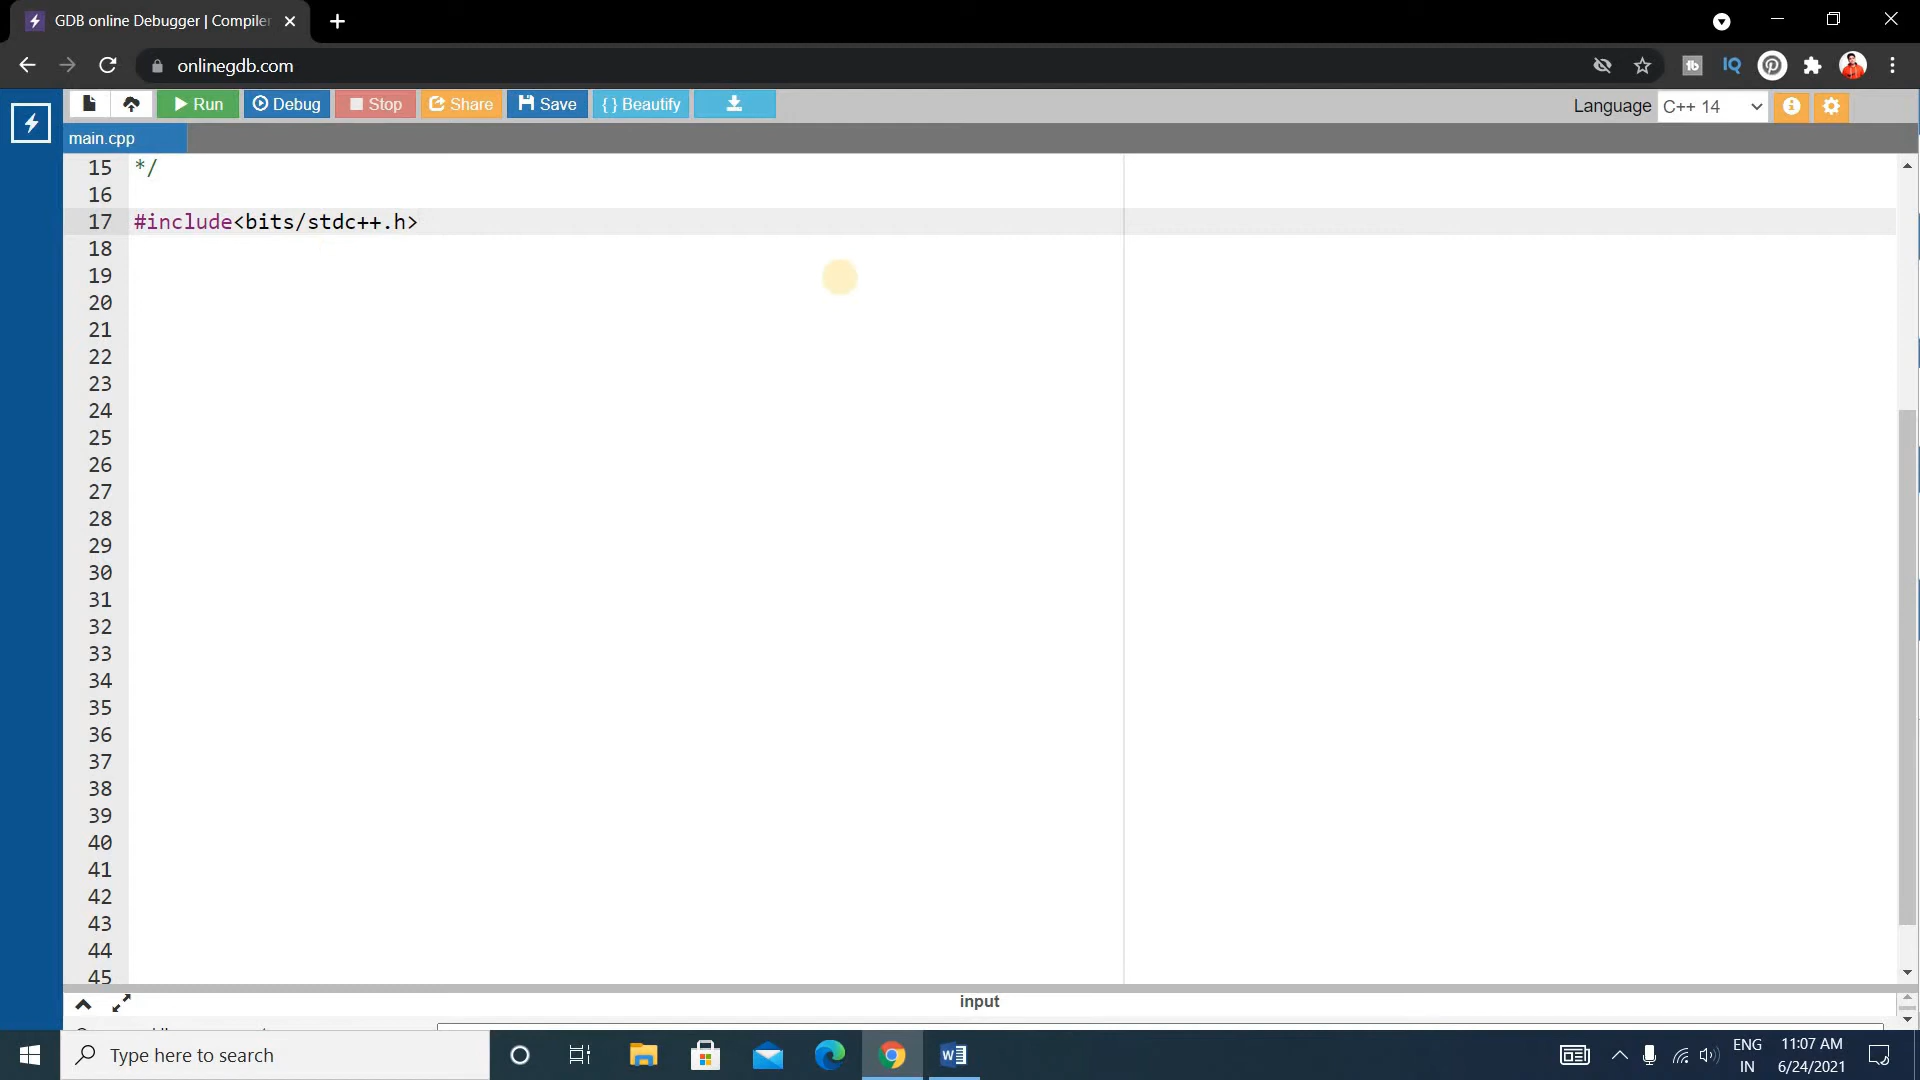 GDB online Debugger | Compiler
onlinegdb.com
Run Debug Stop Share Save { } Beautify
Language C++ 14
main.cpp
15 */
16
17 #include<bits/stdc++.h>
18
19
20
21
22
23
24
25
26
27
28
29
30
31
32
33
34
35
36
37
38
39
40
41
42
43
44
45
input
Type here to search
ENG
IN
11:07 AM
6/24/2021